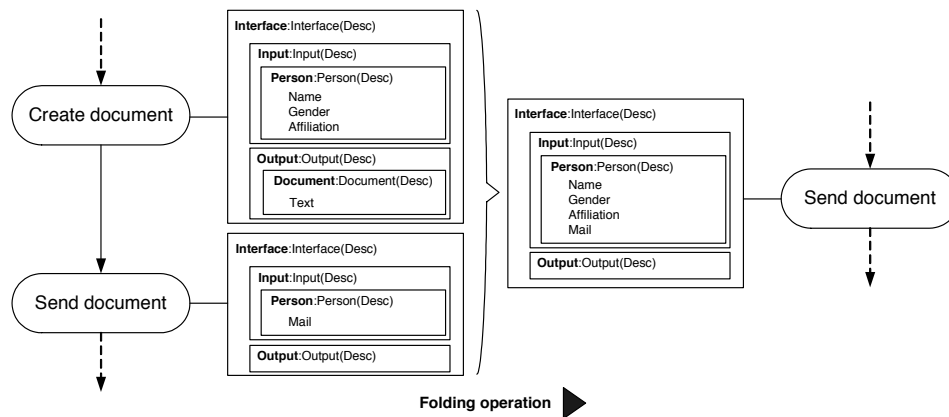 Create document
Interface:Interface(Desc)
Input:Input(Desc)
Person:Person(Desc)
Name
Gender
Affiliation
Output:Output(Desc)
Document:Document(Desc)
Text
Send document
Interface:Interface(Desc)
Input:Input(Desc)
Person:Person(Desc)
Mail
Output:Output(Desc)
Interface:Interface(Desc)
Input:Input(Desc)
Person:Person(Desc)
Name
Gender
Affiliation
Mail
Output:Output(Desc)
Send document
Folding operation